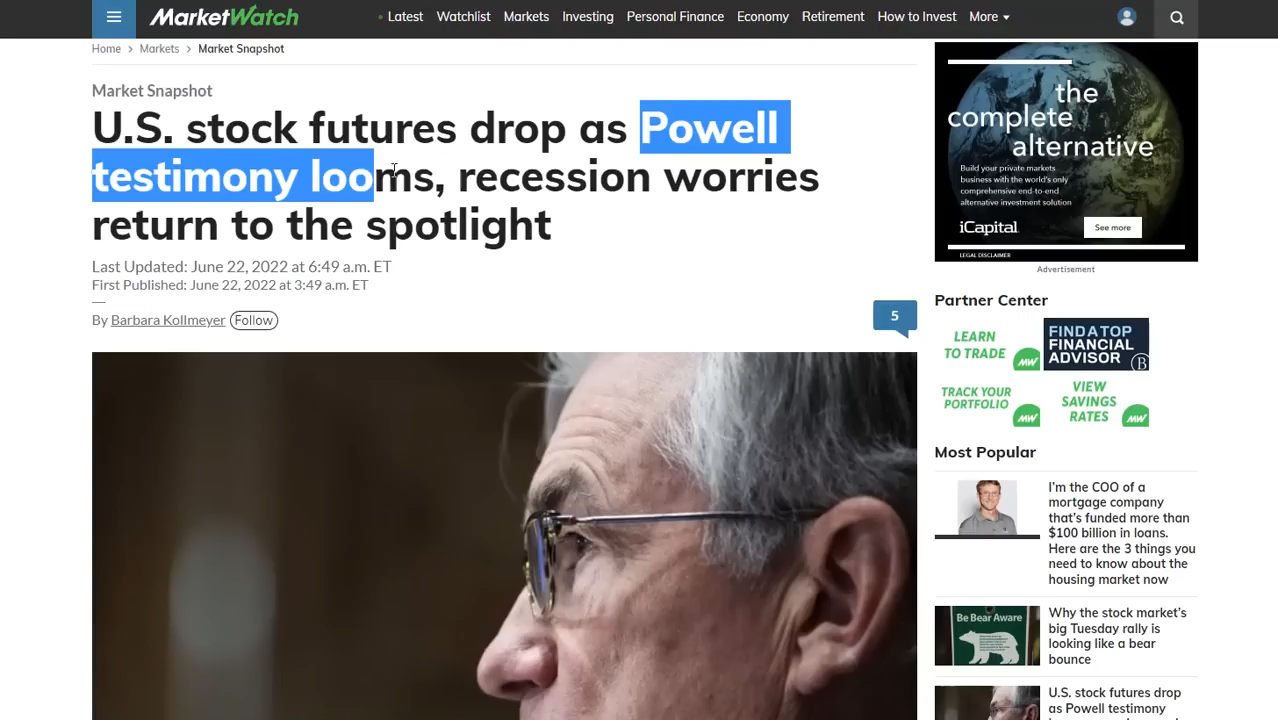 MarketWatch
Latest Watchlist Markets Investing Personal Finance Economy Retirement How to Invest More
Home > Markets > Market Snapshot
Market Snapshot
U.S. stock futures drop as Powell
testimony looms, recession worries
return to the spotlight
Last Updated: June 22, 2022 at 6:49 a.m. ET
First Published: June 22, 2022 at 3:49 a.m. ET
By Barbara Kollmeyer Follow
5
the
complete
alternative
Build your private markets
business with the world's only
comprehensive end-to-end
alternative investment solution
iCapital
See more
LEGAL DISCLAIMER
Advertisement
Partner Center
LEARN
TO TRADE
MW
FIND A TOP
FINANCIAL
ADVISOR
B
TRACK YOUR
PORTFOLIO
MW
VIEW
SAVINGS
RATES
MW
Most Popular
I'm the COO of a
mortgage company
that's funded more than
$100 billion in loans.
Here are the 3 things you
need to know about the
housing market now
Be Bear Aware
Why the stock market's
big Tuesday rally is
looking like a bear
bounce
U.S. stock futures drop
as Powell testimony